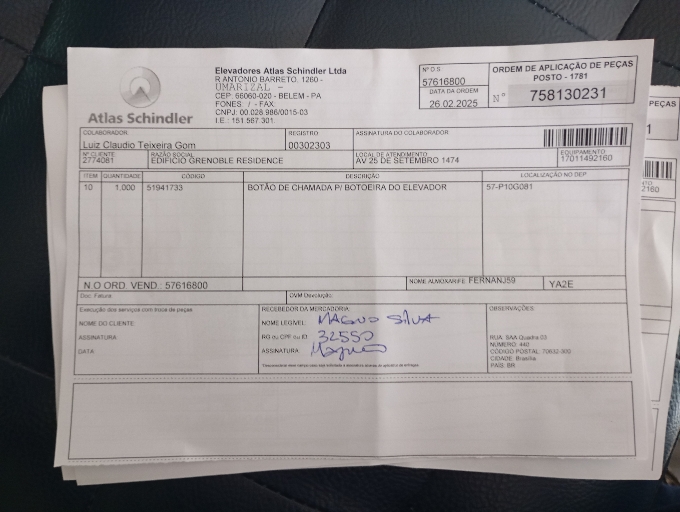 Elevadores Atlas Schindler Ltda
R ANTONIO BARRETO, 1260 -
UMARIZAL -
CEP: 66060-020 - BELEM - PA
FONES / - FAX.
CNPJ: 00.028.986/0015-03
I.E.: 151 567 301.
Atlas Schindler
Nº O.S.
57616800
DATA DA ORDEM
26.02.2025
ORDEM DE APLICAÇÃO DE PEÇAS
POSTO - 1781
Nº 758130231
COLABORADOR
Luiz Claudio Teixeira Gom
REGISTRO
00302303
ASSINATURA DO COLABORADOR
Nº CLIENTE
2774081
RAZÃO SOCIAL
EDIFICIO GRENOBLE RESIDENCE
LOCAL DE ATENDIMENTO
AV 25 DE SETEMBRO 1474
EQUIPAMENTO
17011492160
ITEM QUANTIDADE CÓDIGO DESCRIÇÃO LOCALIZAÇÃO NO DEP
10 1,000 51941733 BOTÃO DE CHAMADA P/ BOTOEIRA DO ELEVADOR 57-P10G081
N.O ORD. VEND.: 57616800
NOME ALMOXARIFE: FERNANJ59
YA2E
Doc. Fatura:
OVM Devolução:
Execução dos serviços com troca de peças
NOME DO CLIENTE:
ASSINATURA:
DATA:
RECEBEDOR DA MERCADORIA:
NOME LEGÍVEL: MAGNO SILVA
RG ou CPF ou ID: 32550
ASSINATURA: Magno
OBSERVAÇÕES:
RUA: SAA Quadra 03
NÚMERO: 440
CÓDIGO POSTAL: 70632-300
CIDADE: Brasília
PAÍS: BR
PEÇAS
1
2160